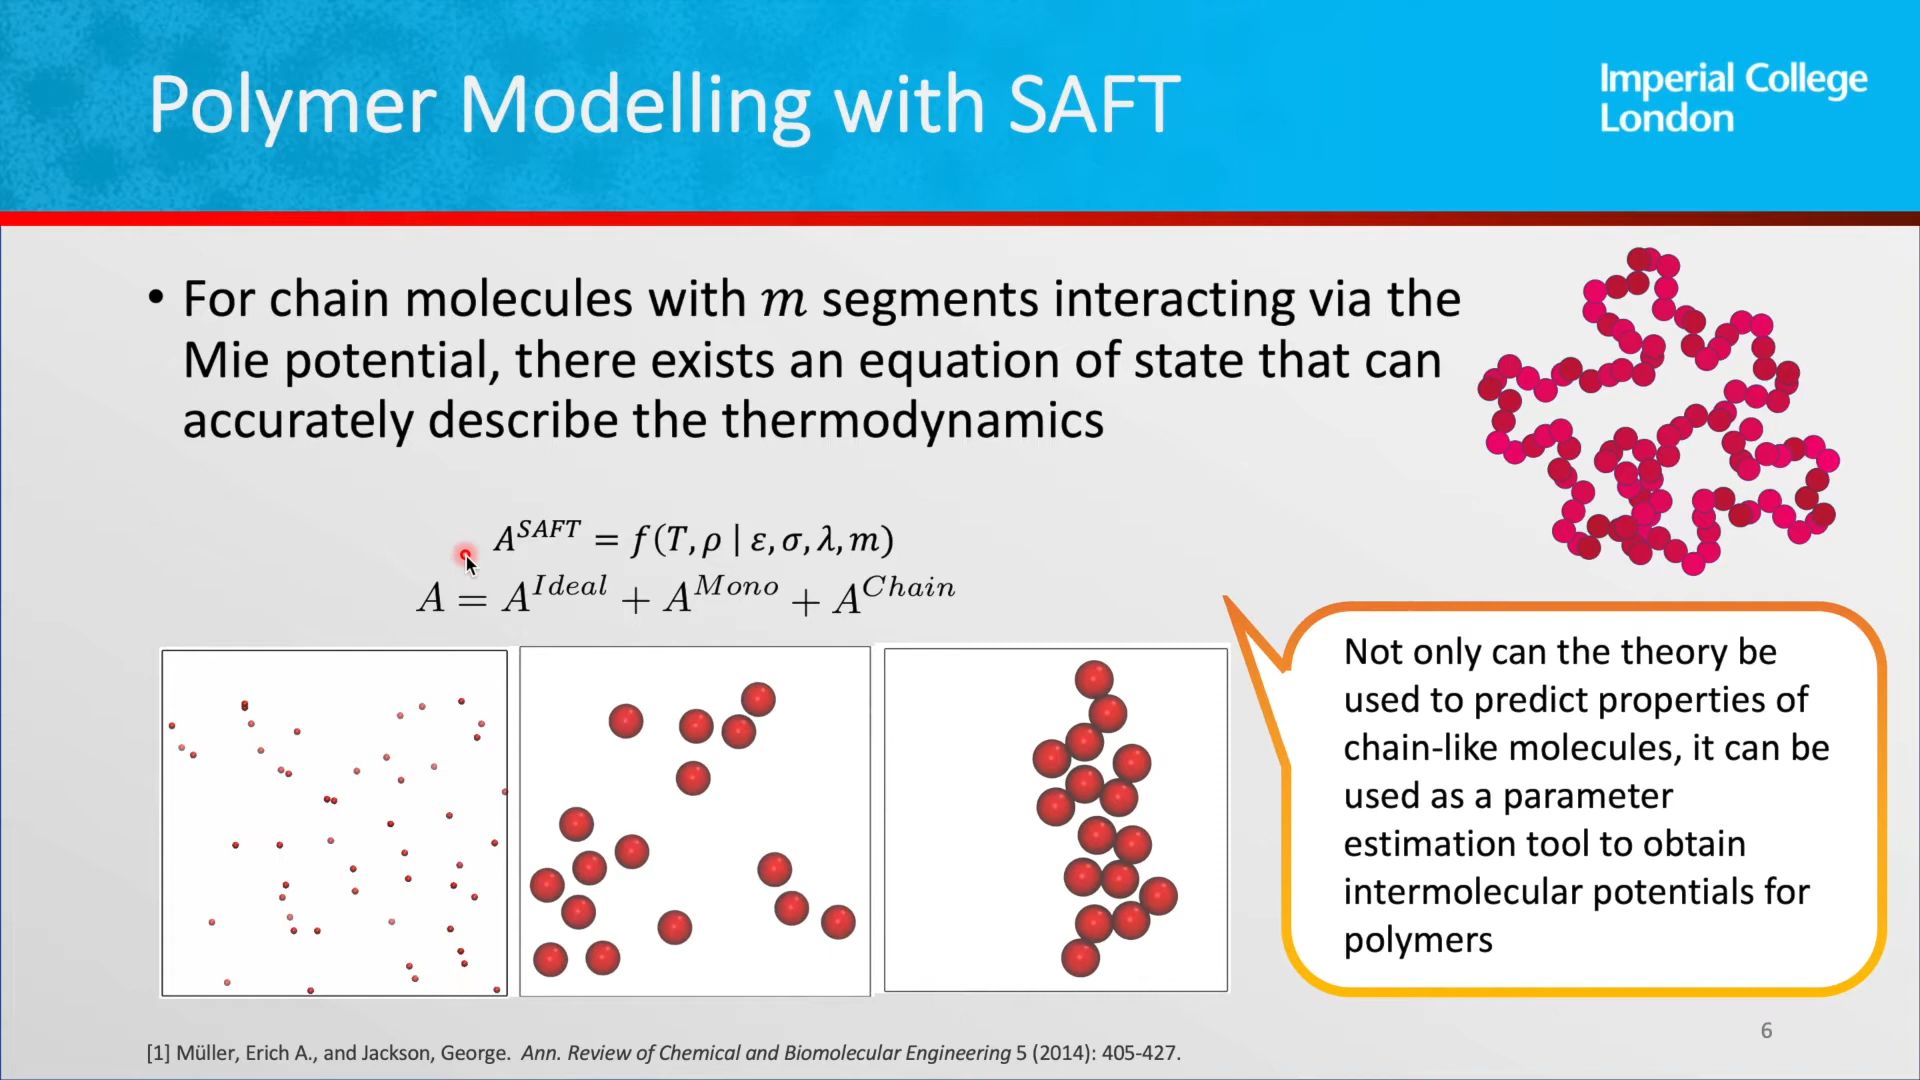 Polymer Modelling with SAFT
Imperial College
London
• For chain molecules with m segments interacting via the
Mie potential, there exists an equation of state that can
accurately describe the thermodynamics
A^{SAFT} = f(T, ρ | ε, σ, λ, m)
A = A^{Ideal} + A^{Mono} + A^{Chain}
Not only can the theory be
used to predict properties of
chain-like molecules, it can be
used as a parameter
estimation tool to obtain
intermolecular potentials for
polymers
6
[1] Müller, Erich A., and Jackson, George. Ann. Review of Chemical and Biomolecular Engineering 5 (2014): 405-427.